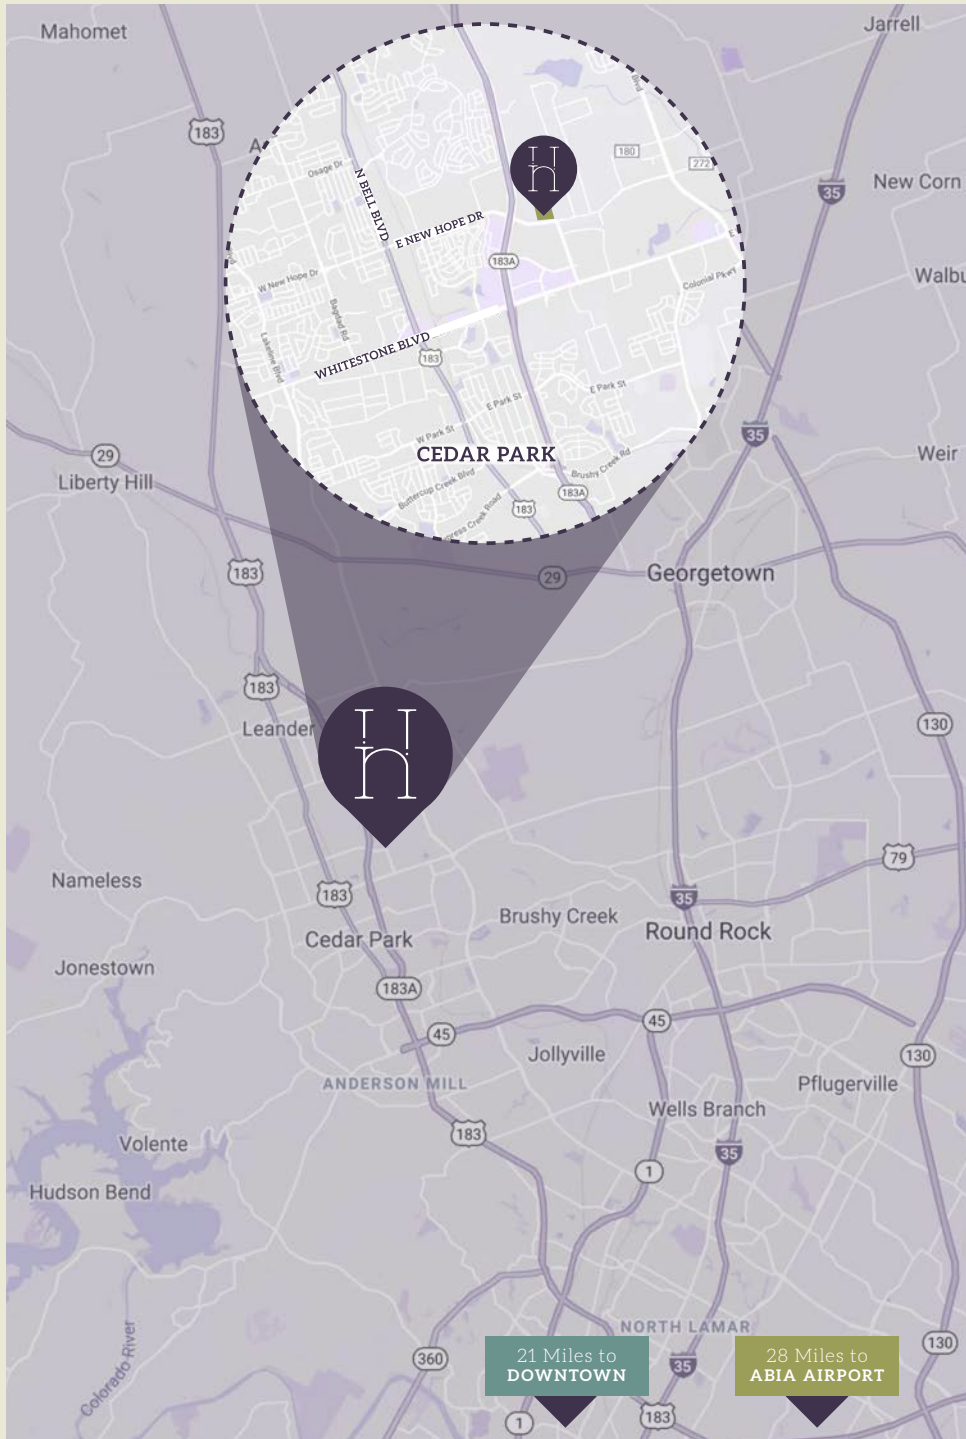 Mahomet
Jarrell
183
180
272
Osage Dr
N BELL BLVD
E NEW HOPE DR
35
New Corn
183A
W New Hope Dr
Bagdad Rd
Colonial Pkwy
Walbu
Lakeline Blvd
WHITESTONE BLVD
183
E Park St
E Park St
W Park St
35
29
Liberty Hill
CEDAR PARK
Weir
Brushy Creek Rd
Buttercup Creek Blvd
183A
183
183
29
Georgetown
183
Leander
130
79
Nameless
183
35
Brushy Creek
Cedar Park
Round Rock
Jonestown
183A
45
45
Jollyville
130
ANDERSON MILL
Pflugerville
Wells Branch
183
Volente
35
1
Hudson Bend
NORTH LAMAR
Colorado River
360
130
21 Miles to
DOWNTOWN
35
28 Miles to
ABIA AIRPORT
1
183